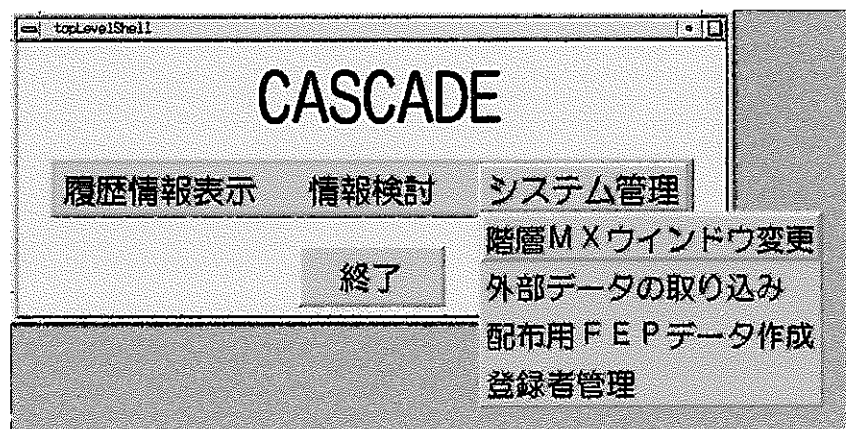 topLevelShell
CASCADE
履歴情報表示 情報検討 システム管理
階層MXウインドウ変更
終了
外部データの取り込み
配布用FEPデータ作成
登録者管理